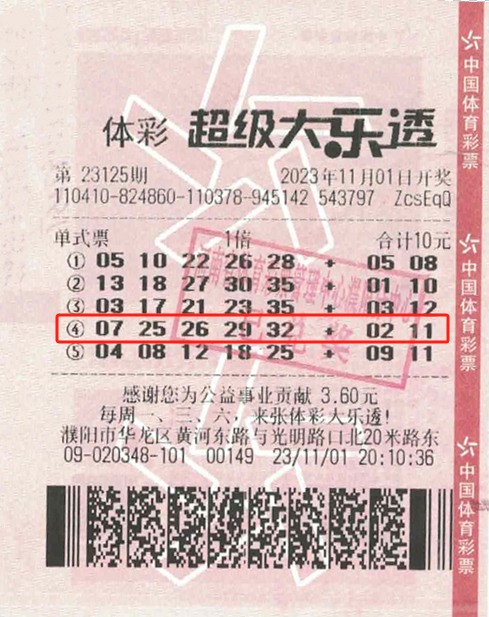 体彩 超级大乐透
第 23125期 2023年11月01日开奖
110410-824860-110378-945142 543797 ZcsEqQ
单式票 1倍 合计10元
① 05 10 22 26 28 + 05 08
② 13 18 27 30 35 + 01 10
③ 03 17 21 23 35 + 03 12
④ 07 25 26 29 32 + 02 11
⑤ 04 08 12 18 25 + 09 11
已兑奖
感谢您为公益事业贡献 3.60元
每周一、三、六,来张体彩大乐透!
濮阳市华龙区黄河东路与光明路口北20米路东
09-020348-101 00149 23/11/01 20:10:36
中国体育彩票
中国体育彩票
中国体育彩票